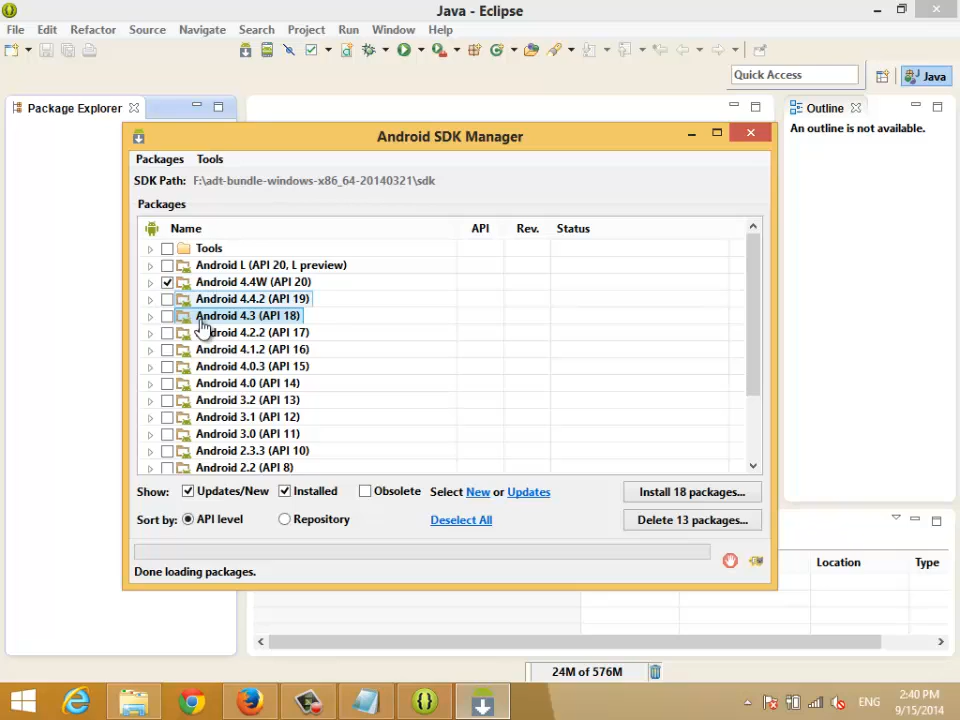 Java - Eclipse
File Edit Refactor Source Navigate Search Project Run Window Help
Quick Access
Java
Package Explorer
Outline
An outline is not available.
Android SDK Manager
Packages Tools
SDK Path: F:\adt-bundle-windows-x86_64-20140321\sdk
Packages
Name API Rev. Status
Tools
Android L (API 20, L preview)
Android 4.4W (API 20)
Android 4.4.2 (API 19)
Android 4.3 (API 18)
Android 4.2.2 (API 17)
Android 4.1.2 (API 16)
Android 4.0.3 (API 15)
Android 4.0 (API 14)
Android 3.2 (API 13)
Android 3.1 (API 12)
Android 3.0 (API 11)
Android 2.3.3 (API 10)
Android 2.2 (API 8)
Show: Updates/New Installed Obsolete Select New or Updates Install 18 packages...
Sort by: API level Repository Deselect All Delete 13 packages...
Done loading packages.
Location Type
24M of 576M
ENG
2:40 PM
9/15/2014